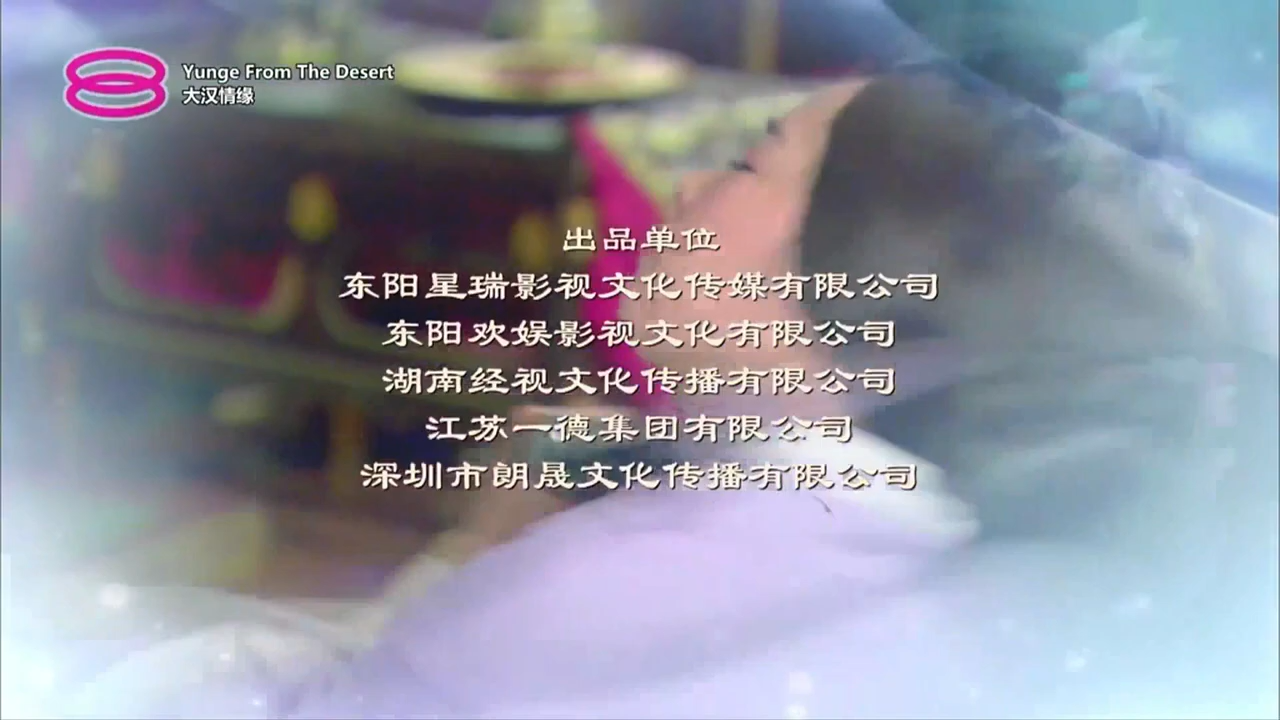 Yunge From The Desert
大汉情缘
出品单位
东阳星瑞影视文化传媒有限公司
东阳欢娱影视文化有限公司
湖南经视文化传播有限公司
江苏一德集团有限公司
深圳市朗晟文化传播有限公司